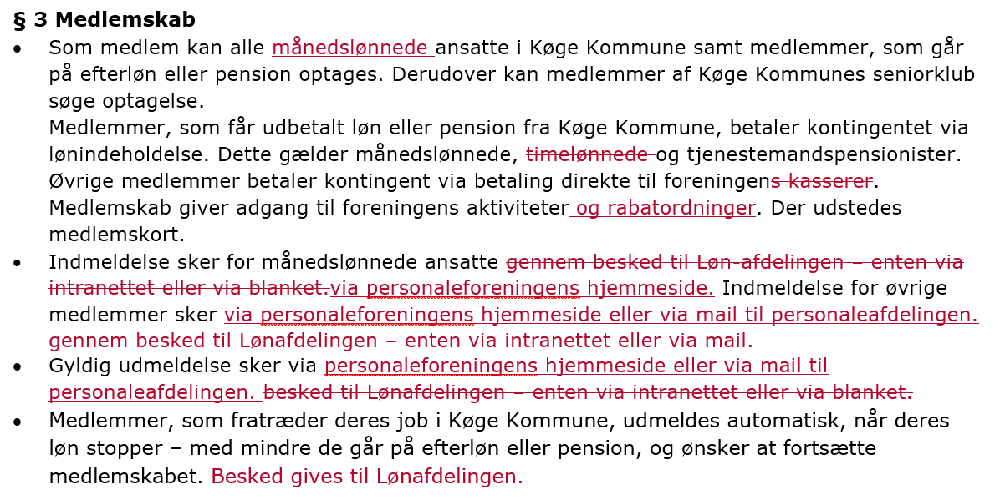 § 3 Medlemskab
• Som medlem kan alle månedslønnede ansatte i Køge Kommune samt medlemmer, som går
på efterløn eller pension optages. Derudover kan medlemmer af Køge Kommunes seniorklub
søge optagelse.
Medlemmer, som får udbetalt løn eller pension fra Køge Kommune, betaler kontingentet via
lønindeholdelse. Dette gælder månedslønnede, timelønnede og tjenestemandspensionister.
Øvrige medlemmer betaler kontingent via betaling direkte til foreningens kasserer.
Medlemskab giver adgang til foreningens aktiviteter og rabatordninger. Der udstedes
medlemskort.
• Indmeldelse sker for månedslønnede ansatte gennem besked til Løn-afdelingen – enten via
intranettet eller via blanket.via personaleforeningens hjemmeside. Indmeldelse for øvrige
medlemmer sker via personaleforeningens hjemmeside eller via mail til personaleafdelingen.
gennem besked til Lønafdelingen – enten via intranettet eller via mail.
• Gyldig udmeldelse sker via personaleforeningens hjemmeside eller via mail til
personaleafdelingen. besked til Lønafdelingen – enten via intranettet eller via blanket.
• Medlemmer, som fratræder deres job i Køge Kommune, udmeldes automatisk, når deres
løn stopper – med mindre de går på efterløn eller pension, og ønsker at fortsætte
medlemskabet. Besked gives til Lønafdelingen.